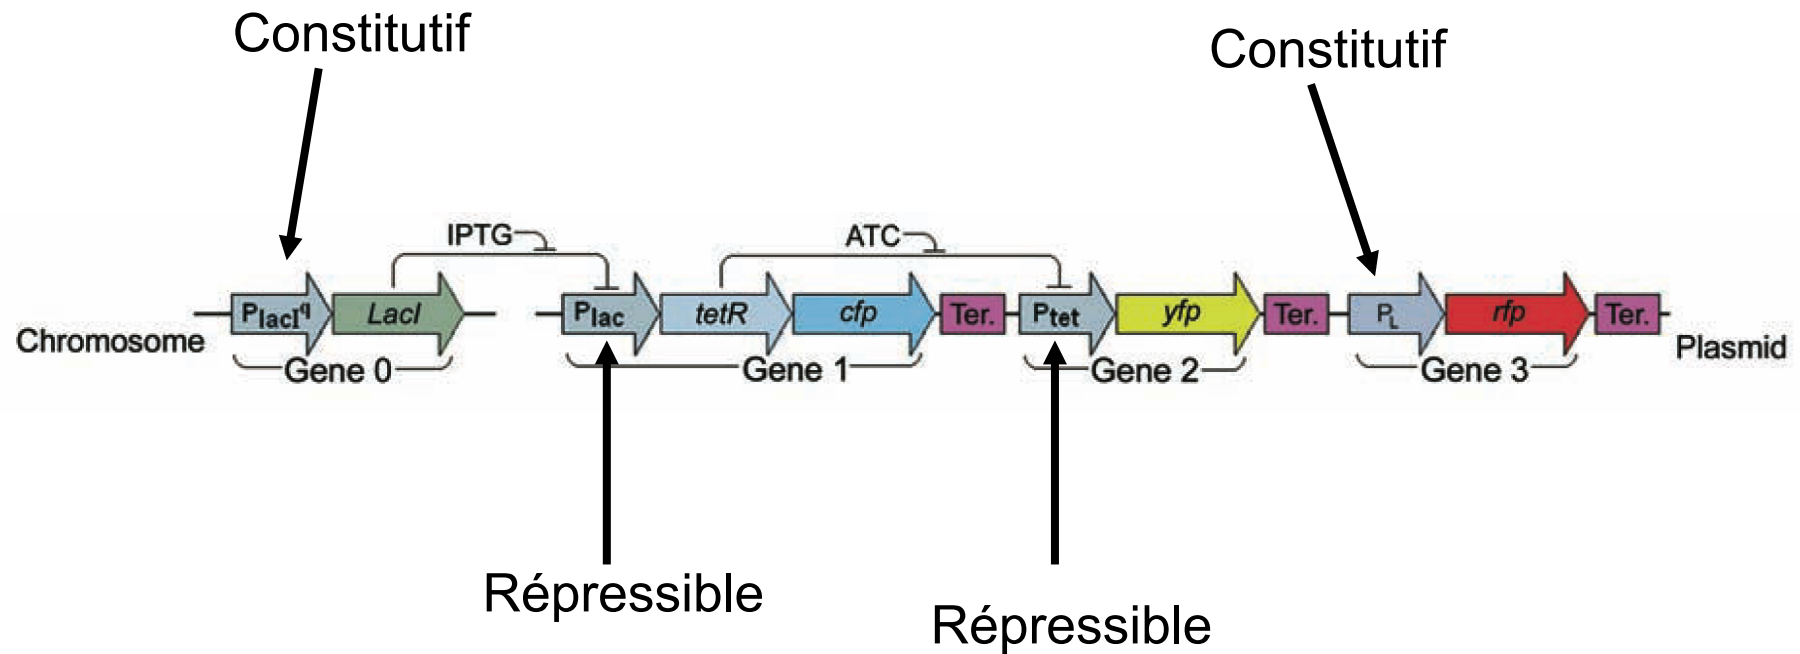 Constitutif
Constitutif
IPTG
ATC
PlacIq LacI Plac tetR cfp Ter. Ptet yfp Ter. PL rfp Ter.
Chromosome
Plasmid
Gene 0 Gene 1 Gene 2 Gene 3
Répressible
Répressible